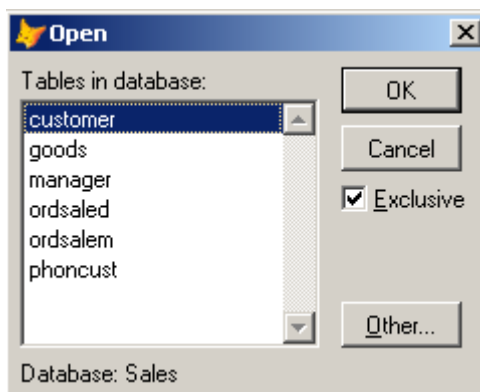 Open
Tables in database:
customer
goods
manager
ordsaled
ordsalem
phoncust
OK
Cancel
Exclusive
Other...
Database: Sales